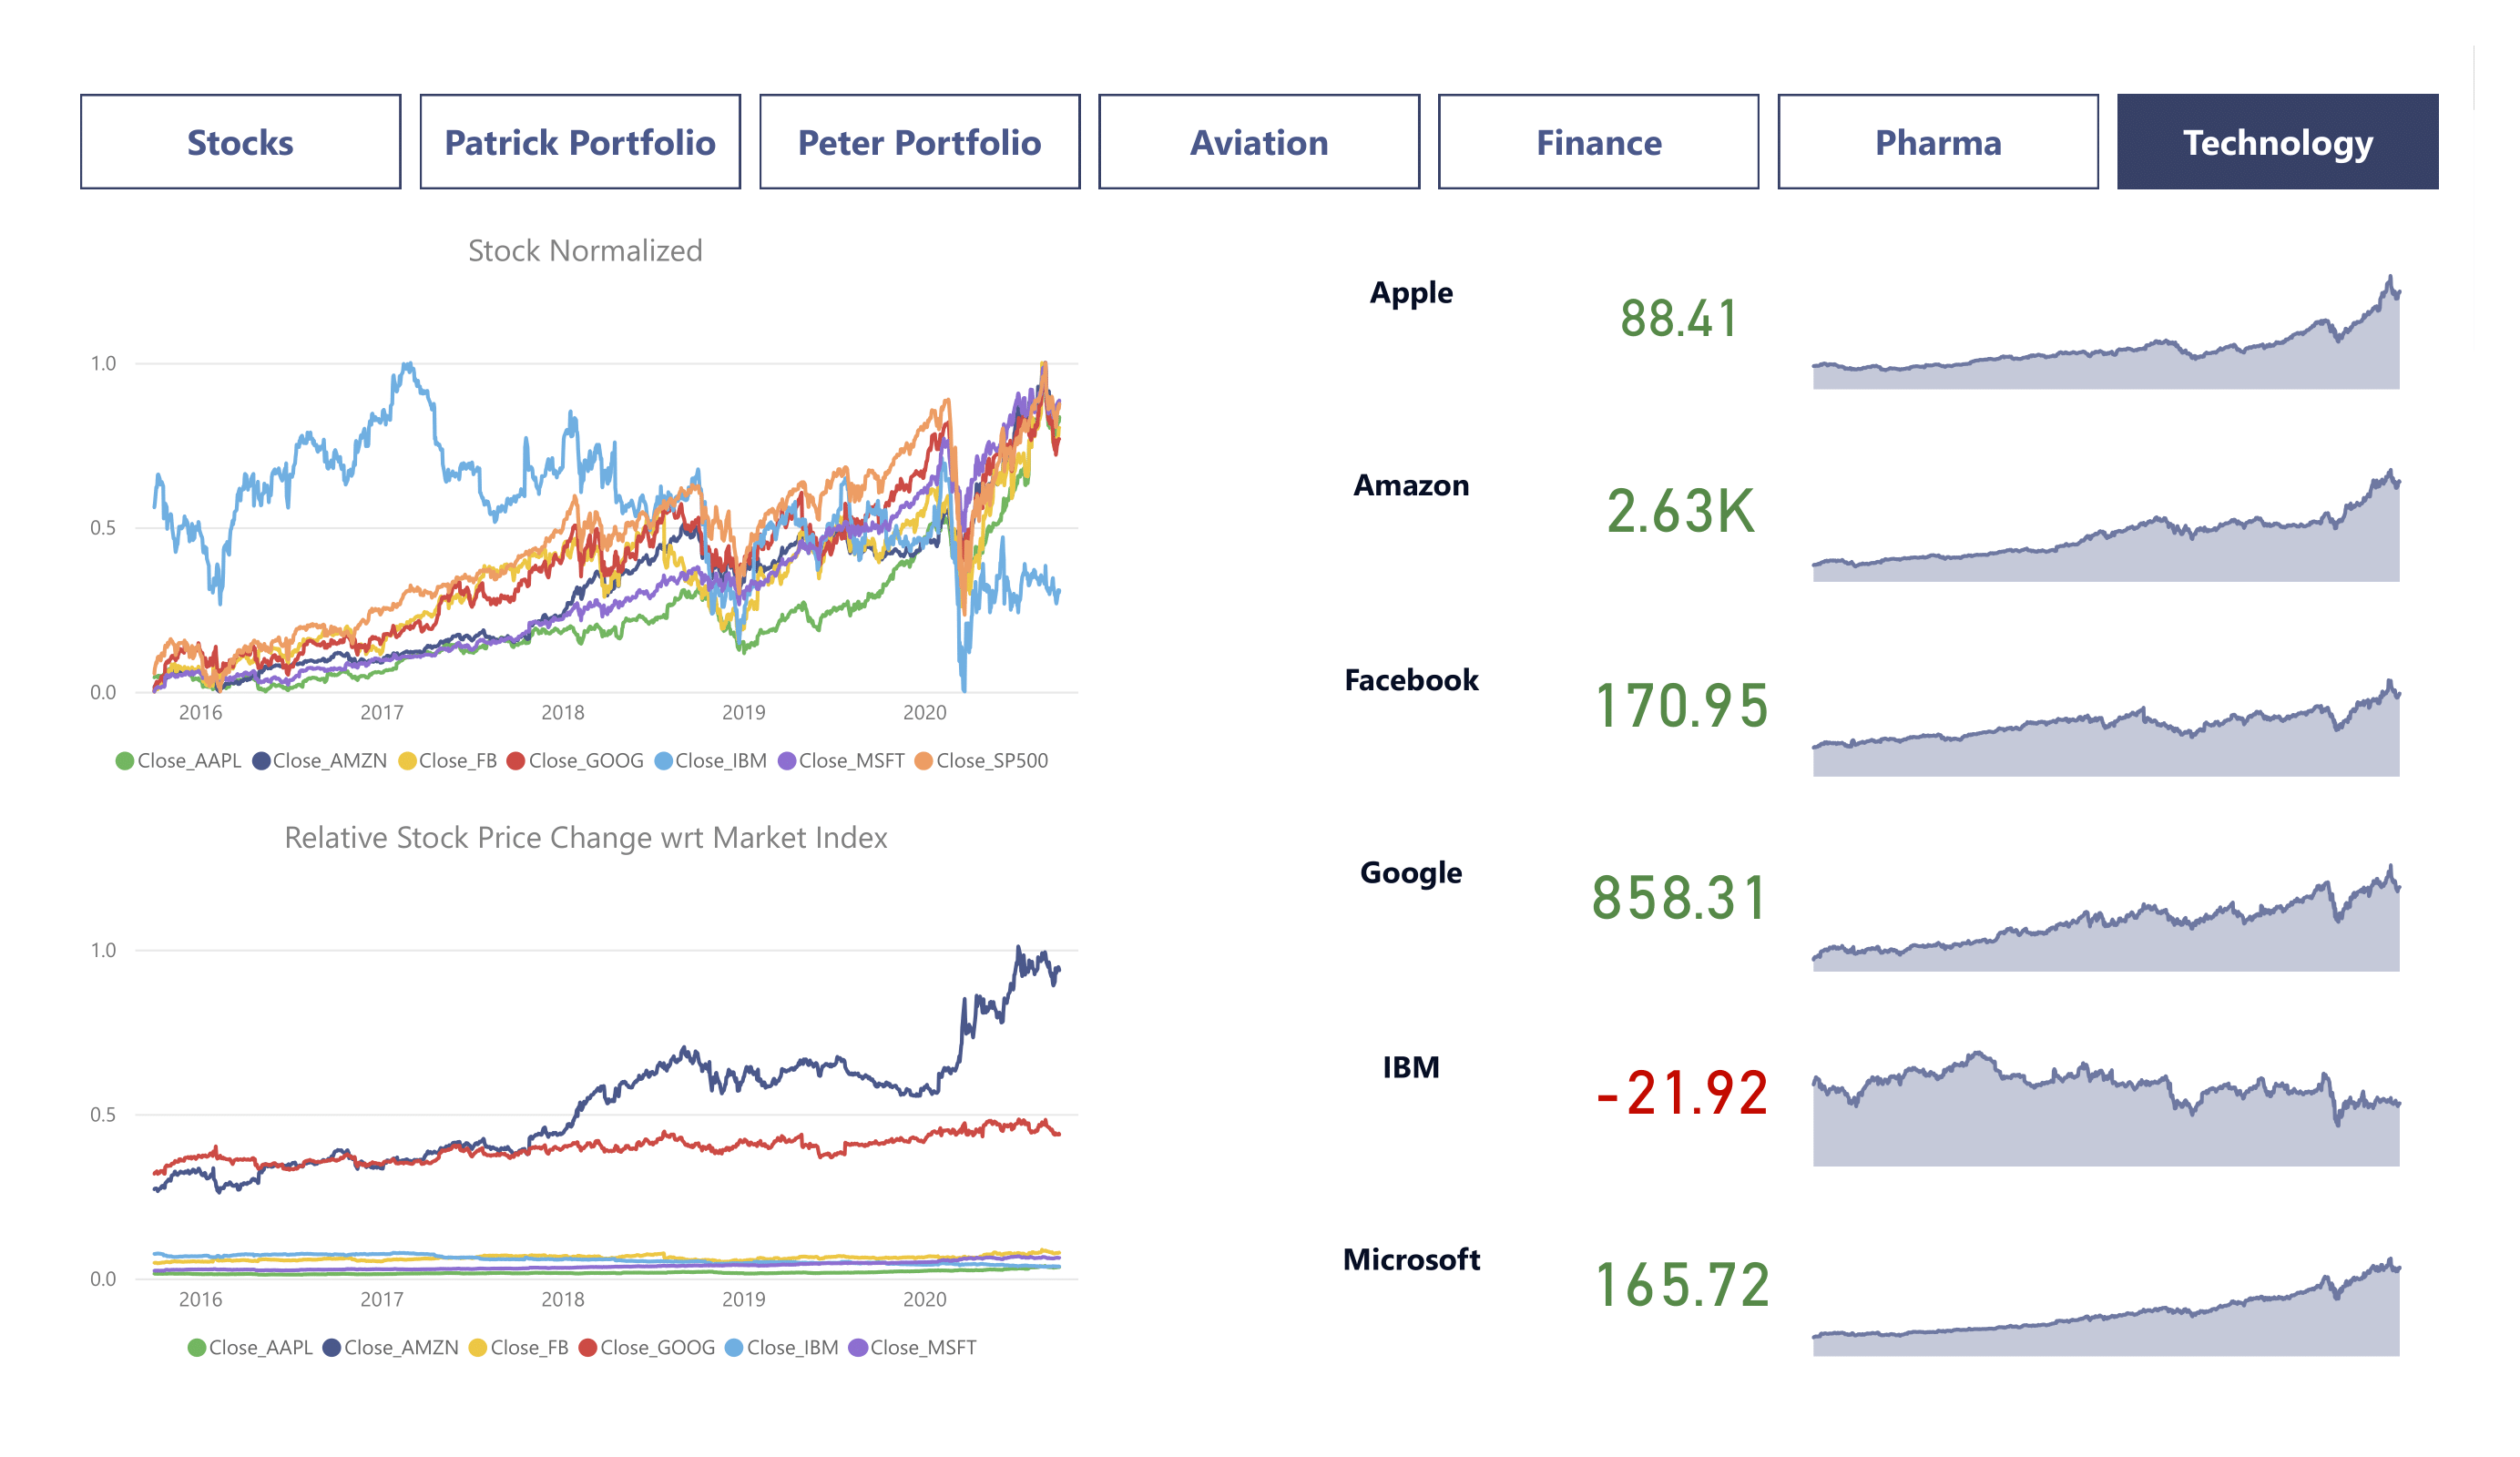 Stocks
Patrick Portfolio
Peter Portfolio
Aviation
Finance
Pharma
Technology
Stock Normalized
1.0
0.5
0.0
2016 2017 2018 2019 2020
Close_AAPL Close_AMZN Close_FB Close_GOOG Close_IBM Close_MSFT Close_SP500
Relative Stock Price Change wrt Market Index
1.0
0.5
0.0
2016 2017 2018 2019 2020
Close_AAPL Close_AMZN Close_FB Close_GOOG Close_IBM Close_MSFT
Apple
88.41
Amazon
2.63K
Facebook
170.95
Google
858.31
IBM
-21.92
Microsoft
165.72